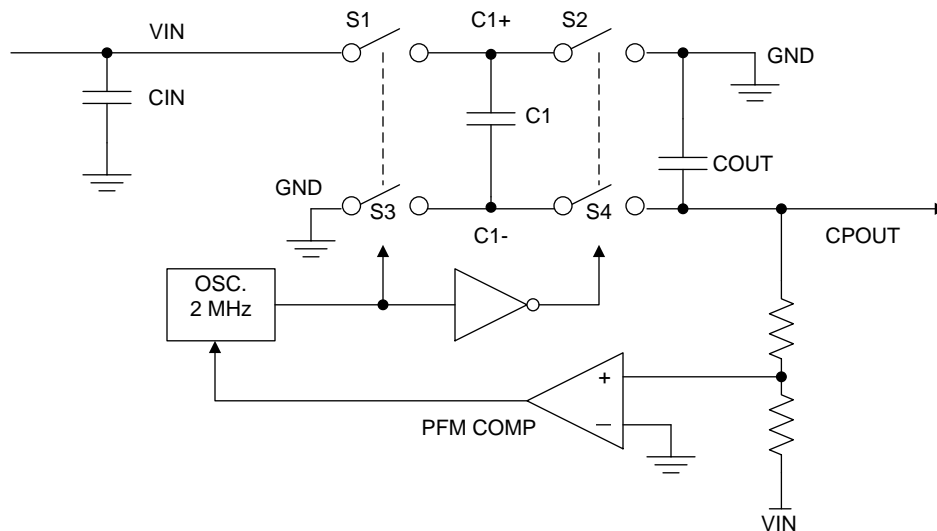 VIN
S1
C1+
S2
GND
CIN
C1
COUT
GND
S3
C1-
S4
CPOUT
OSC.
2 MHz
+
–
PFM COMP
VIN